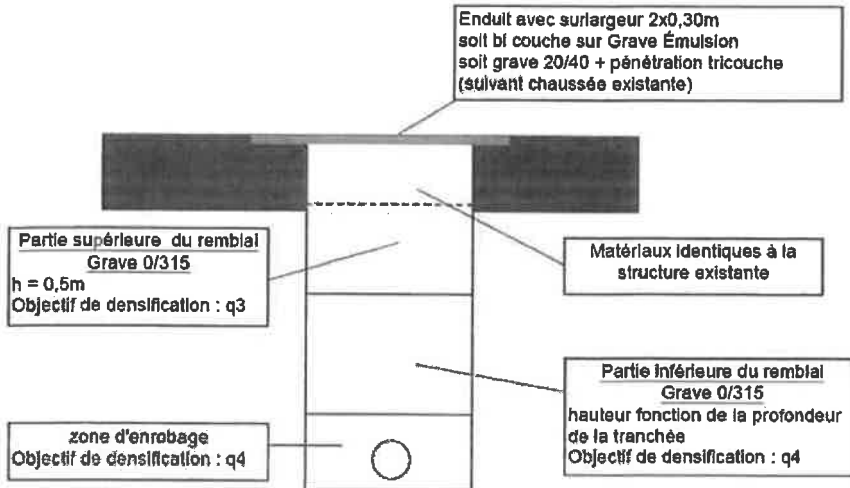 Enduit avec surlargeur 2x0,30m
soit bi couche sur Grave Émulsion
soit grave 20/40 + pénétration tricouche
(suivant chaussée existante)
Partie supérieure du remblai
Grave 0/315
h = 0,5m
Objectif de densification : q3
Matériaux identiques à la
structure existante
Partie inférieure du remblai
Grave 0/315
hauteur fonction de la profondeur
de la tranchée
Objectif de densification : q4
zone d'enrobage
Objectif de densification : q4